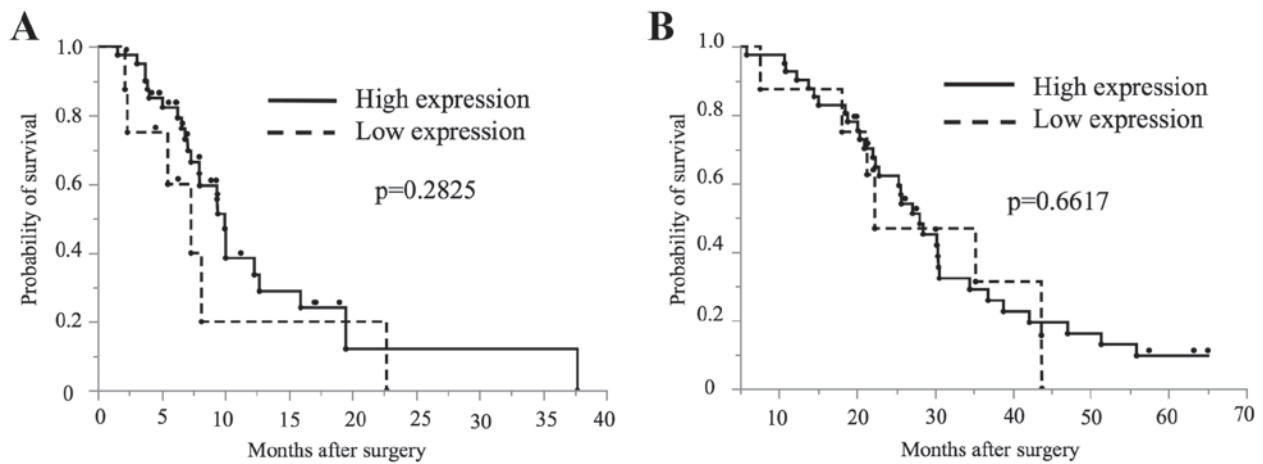 A
B
1.0
0.8
0.6
0.4
0.2
0
Probability of survival
High expression
Low expression
p=0.2825
0 5 10 15 20 25 30 35 40
Months after surgery
1.0
0.8
0.6
0.4
0.2
0
Probability of survival
High expression
Low expression
p=0.6617
10 20 30 40 50 60 70
Months after surgery